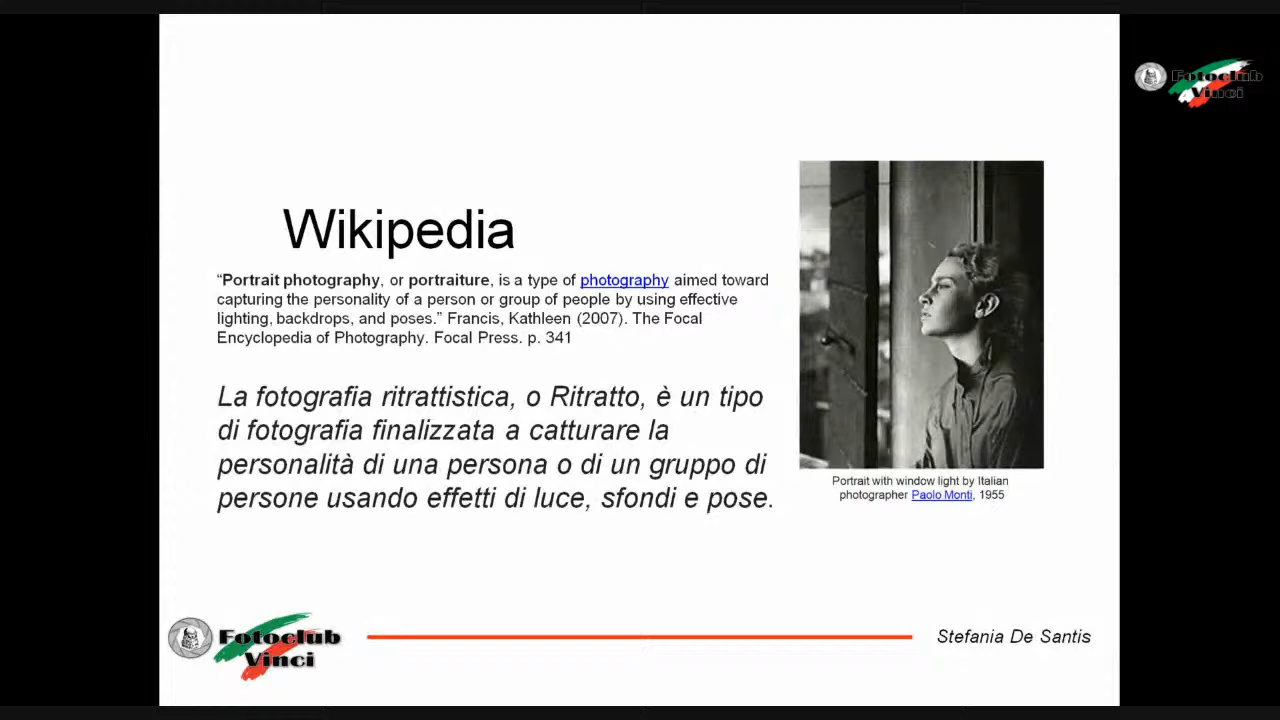 Fotoclub
Vinci
Wikipedia
“Portrait photography, or portraiture, is a type of photography aimed toward
capturing the personality of a person or group of people by using effective
lighting, backdrops, and poses.” Francis, Kathleen (2007). The Focal
Encyclopedia of Photography. Focal Press. p. 341
La fotografia ritrattistica, o Ritratto, è un tipo
di fotografia finalizzata a catturare la
personalità di una persona o di un gruppo di
persone usando effetti di luce, sfondi e pose.
Portrait with window light by Italian
photographer Paolo Monti, 1955
Fotoclub
Vinci
Stefania De Santis